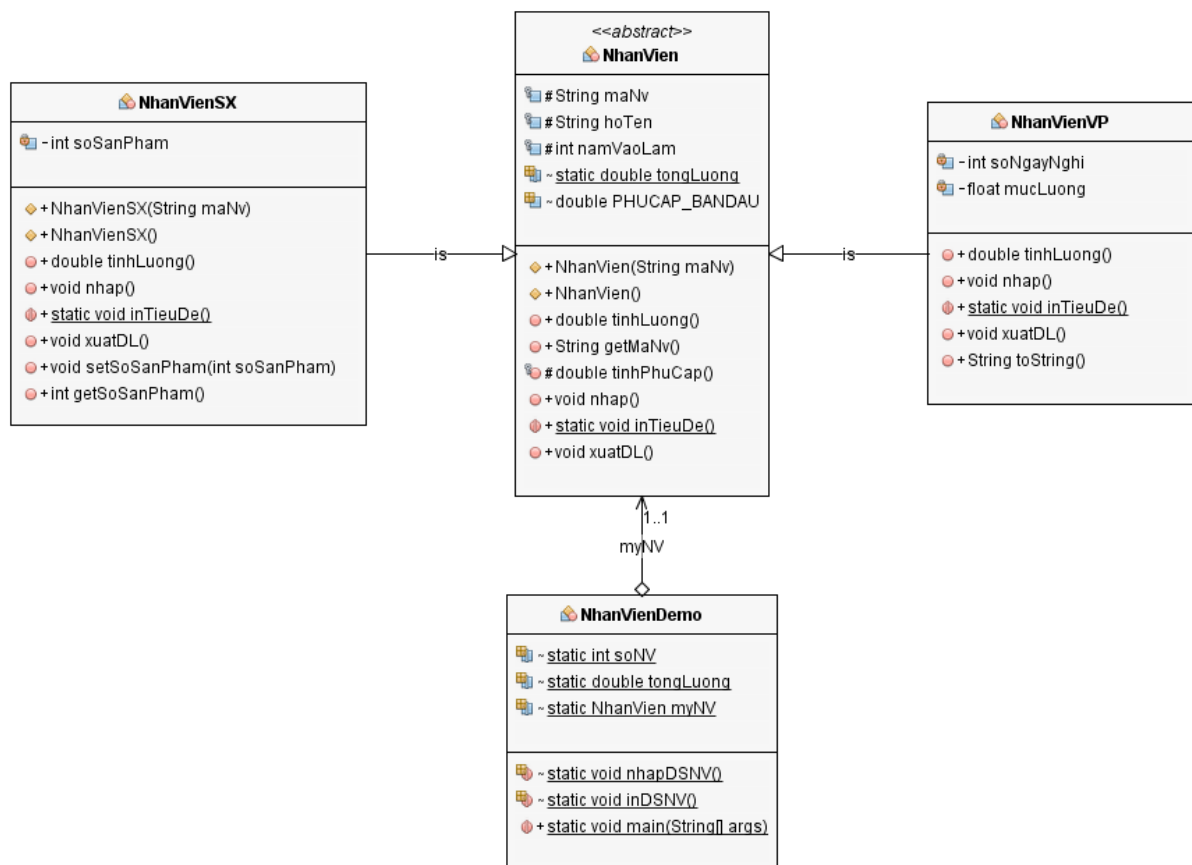 <<abstract>>
NhanVien
# String maNv
# String hoTen
# int namVaoLam
~ static double tongLuong
~ double PHUCAP_BANDAU
+ NhanVien(String maNv)
+ NhanVien()
+ double tinhLuong()
+ String getMaNv()
# double tinhPhuCap()
+ void nhap()
+ static void inTieuDe()
+ void xuatDL()
NhanVienSX
- int soSanPham
+ NhanVienSX(String maNv)
+ NhanVienSX()
+ double tinhLuong()
+ void nhap()
+ static void inTieuDe()
+ void xuatDL()
+ void setSoSanPham(int soSanPham)
+ int getSoSanPham()
is
is
NhanVienVP
- int soNgayNghi
- float mucLuong
+ double tinhLuong()
+ void nhap()
+ static void inTieuDe()
+ void xuatDL()
+ String toString()
1..1
myNV
NhanVienDemo
~ static int soNV
~ static double tongLuong
~ static NhanVien myNV
~ static void nhapDSNV()
~ static void inDSNV()
+ static void main(String[] args)